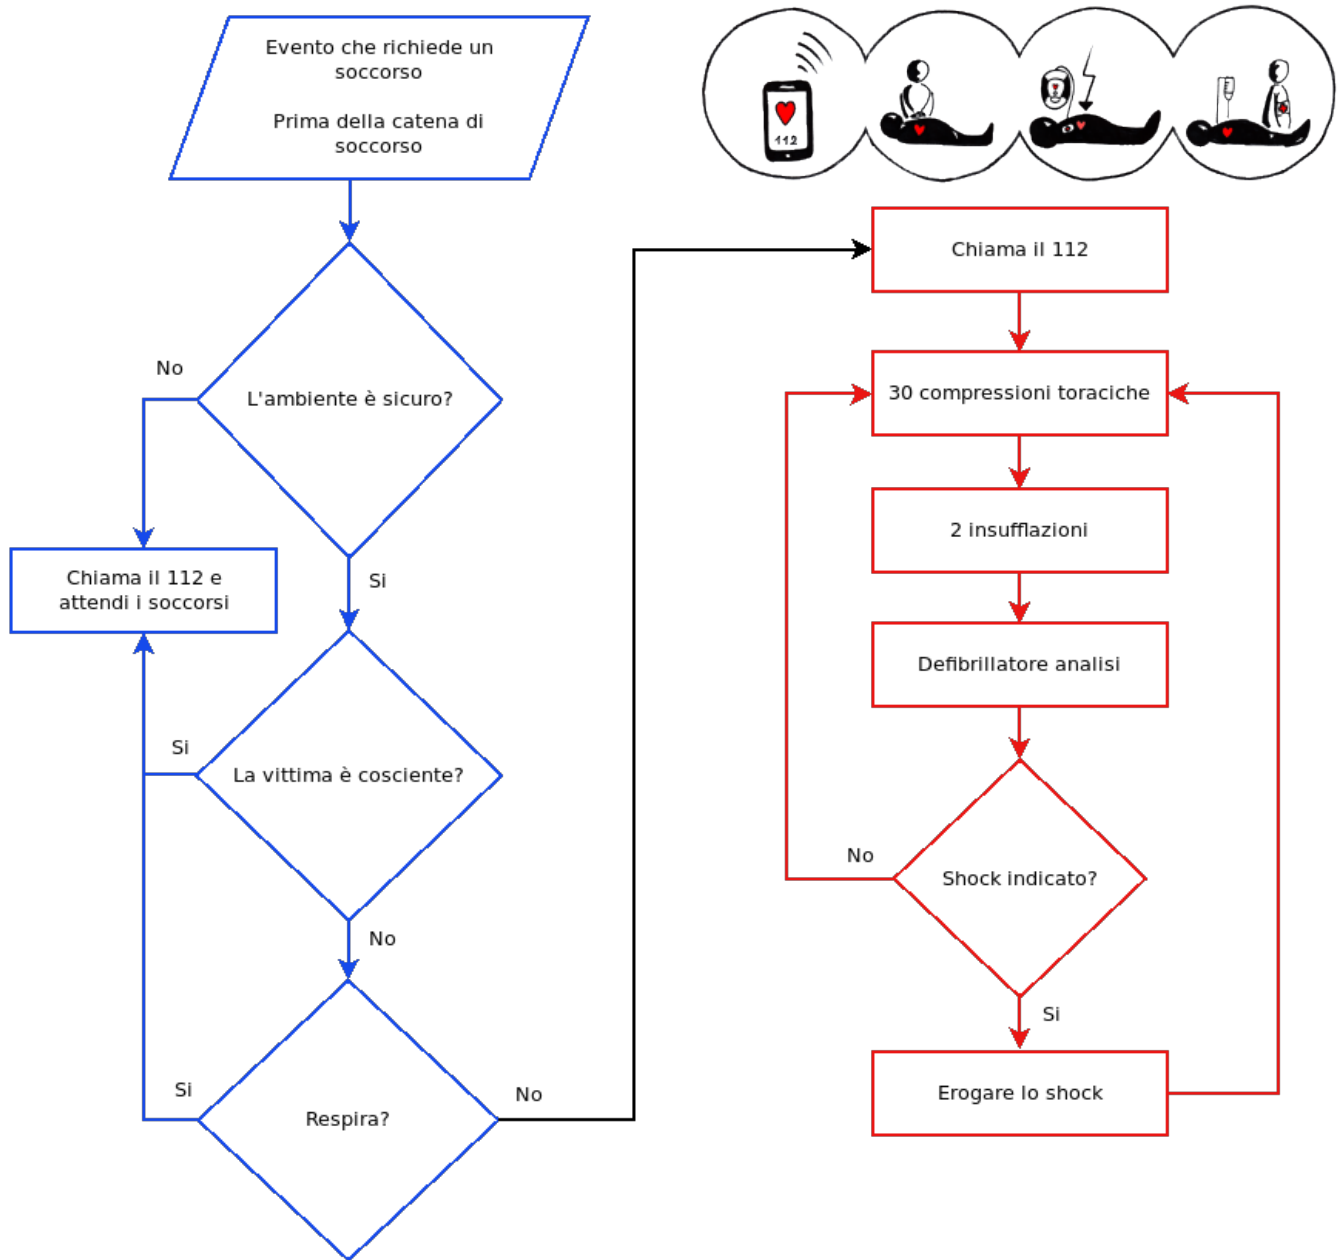 Evento che richiede un
soccorso
Prima della catena di
soccorso
L'ambiente è sicuro?
No
Si
Chiama il 112 e
attendi i soccorsi
La vittima è cosciente?
Si
No
Respira?
Si
No
112
Chiama il 112
30 compressioni toraciche
2 insufflazioni
Defibrillatore analisi
Shock indicato?
No
Si
Erogare lo shock